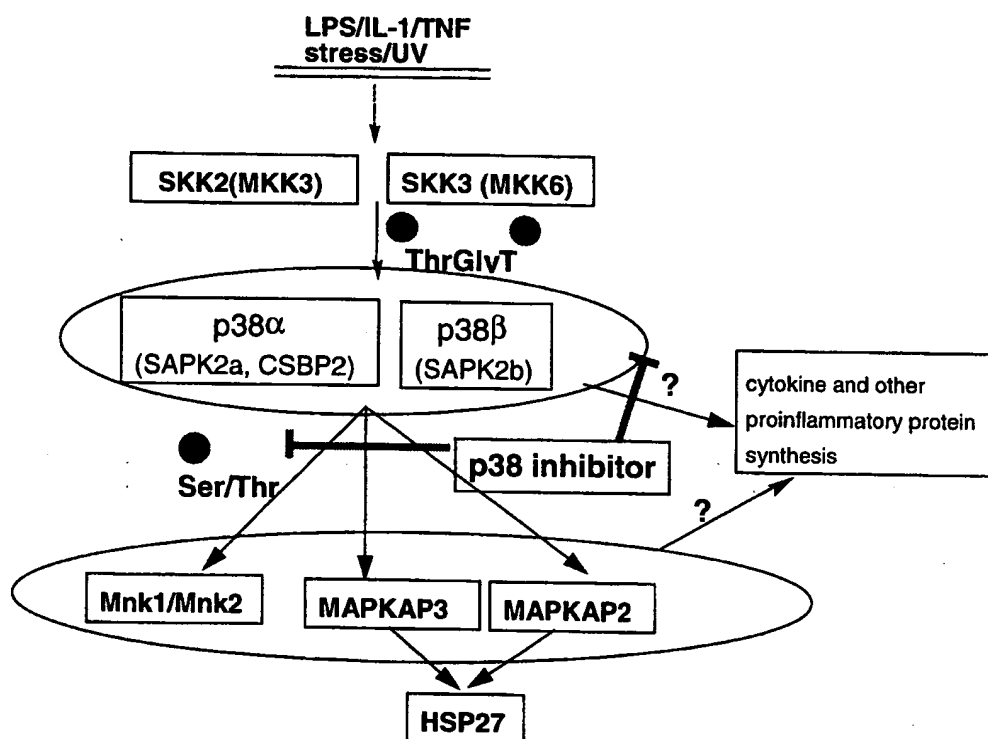 LPS/IL-1/TNF
stress/UV
SKK2(MKK3)
SKK3 (MKK6)
ThrGlvT
p38α
(SAPK2a, CSBP2)
p38β
(SAPK2b)
?
cytokine and other
proinflammatory protein
synthesis
p38 inhibitor
Ser/Thr
?
Mnk1/Mnk2
MAPKAP3
MAPKAP2
HSP27